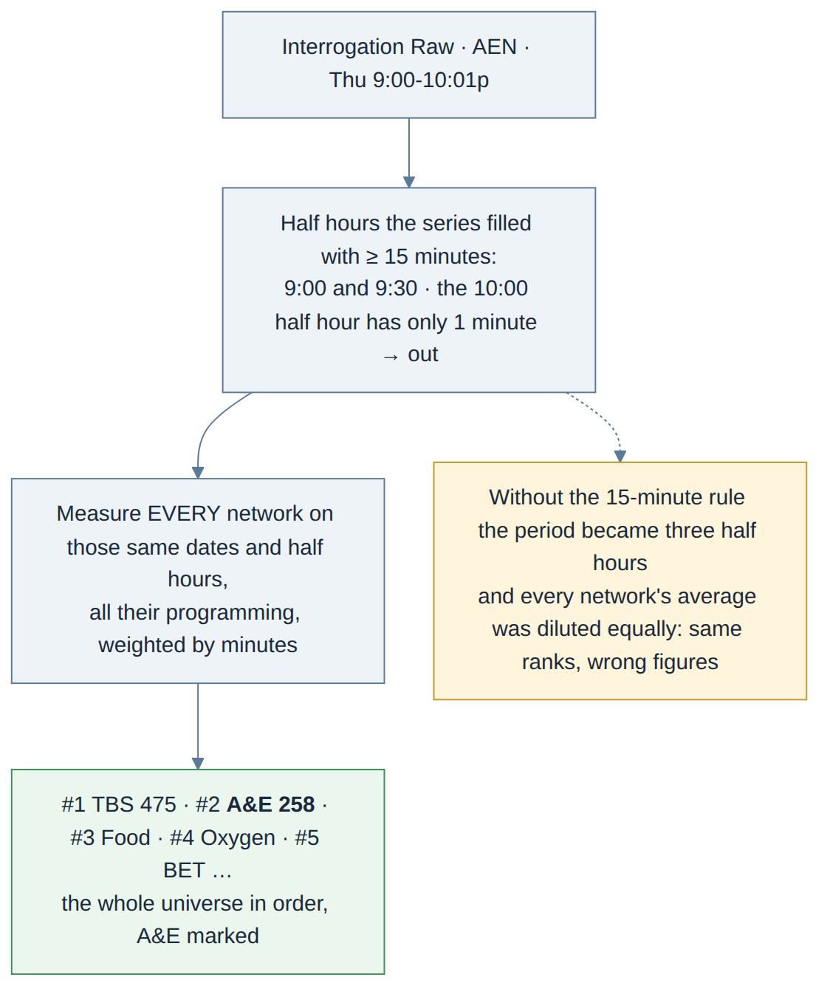 Interrogation Raw · AEN ·
Thu 9:00-10:01p
Half hours the series filled
with ≥ 15 minutes:
9:00 and 9:30 · the 10:00
half hour has only 1 minute
→ out
Measure EVERY network on
those same dates and half
hours,
all their programming,
weighted by minutes
Without the 15-minute rule
the period became three half
hours
and every network's average
was diluted equally: same
ranks, wrong figures
#1 TBS 475 · #2 A&E 258 ·
#3 Food · #4 Oxygen · #5
BET …
the whole universe in order,
A&E marked